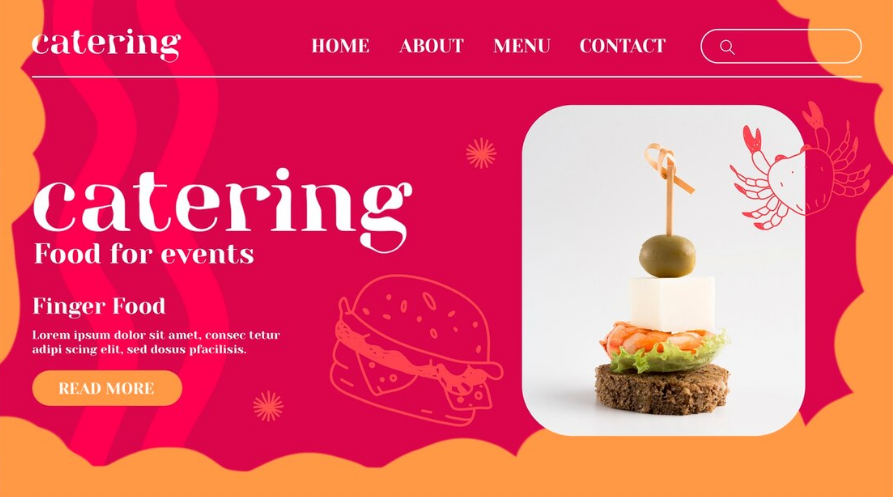 catering
HOME ABOUT MENU CONTACT
catering
Food for events
Finger Food
Lorem ipsum dolor sit amet, consec tetur
adipi scing elit, sed dosus pfacilisis.
READ MORE